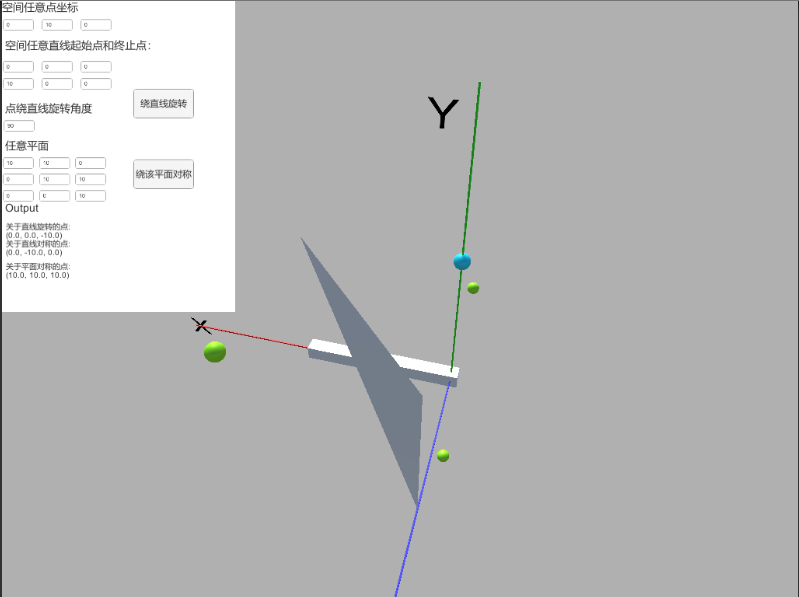 空间任意点坐标
0 10 0
空间任意直线起始点和终止点：
0 0 0
10 0 0
点绕直线旋转角度
90
绕直线旋转
任意平面
10 10 0
0 10 10
0 0 10
绕该平面对称
Output
关于直线旋转的点:
(0.0, 0.0, -10.0)
关于直线对称的点:
(0.0, -10.0, 0.0)
关于平面对称的点:
(10.0, 10.0, 10.0)
Y
X